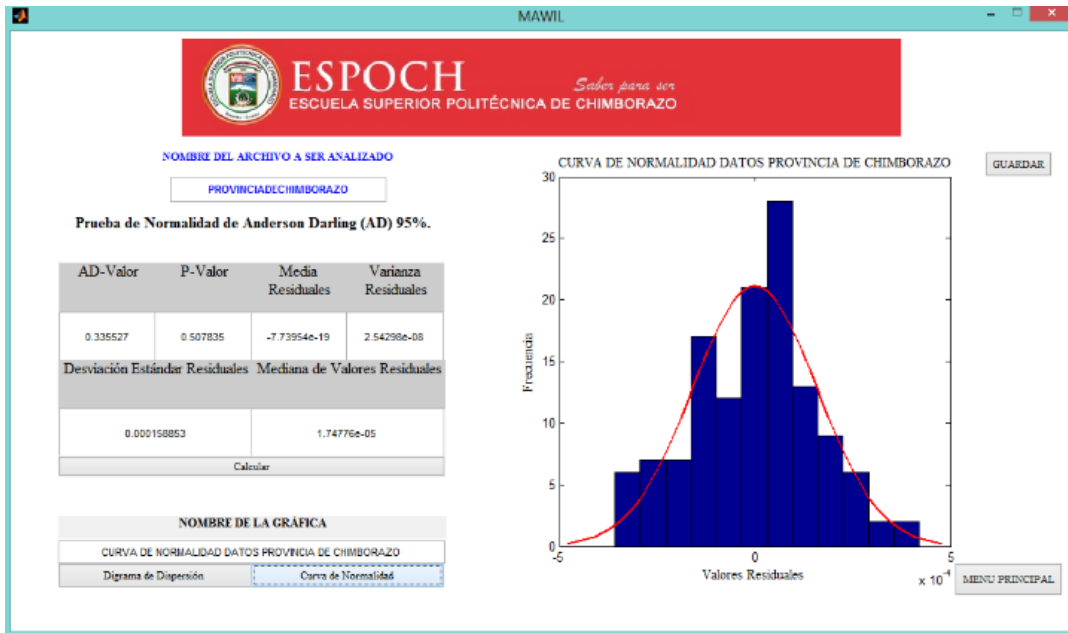 MAWIL
ESPOCH
Saber para ser
ESCUELA SUPERIOR POLITÉCNICA DE CHIMBORAZO
NOMBRE DEL ARCHIVO A SER ANALIZADO
PROVINCIADECHIMBORAZO
Prueba de Normalidad de Anderson Darling (AD) 95%.
AD-Valor P-Valor Media Residuales Varianza Residuales
0.335527 0.507835 -7.73954e-19 2.54298e-08
Desviación Estándar Residuales Mediana de Valores Residuales
0.000158853 1.74776e-05
Calcular
NOMBRE DE LA GRÁFICA
CURVA DE NORMALIDAD DATOS PROVINCIA DE CHIMBORAZO
Digrama de Dispersión Curva de Normalidad
CURVA DE NORMALIDAD DATOS PROVINCIA DE CHIMBORAZO
GUARDAR
30
25
20
15
10
5
0
Frecuencia
-5 0 5
Valores Residuales
x 10⁻⁴
MENU PRINCIPAL